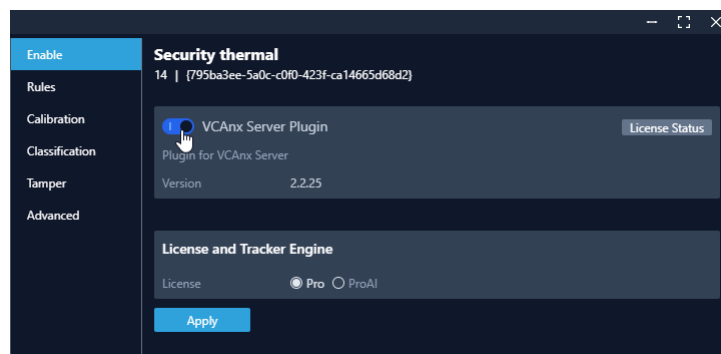 Enable
Rules
Calibration
Classification
Tamper
Advanced
Security thermal
14 | {795ba3ee-5a0c-c0f0-423f-ca14665d68d2}
VCAnx Server Plugin
License Status
Plugin for VCAnx Server
Version 2.2.25
License and Tracker Engine
License Pro ProAI
Apply